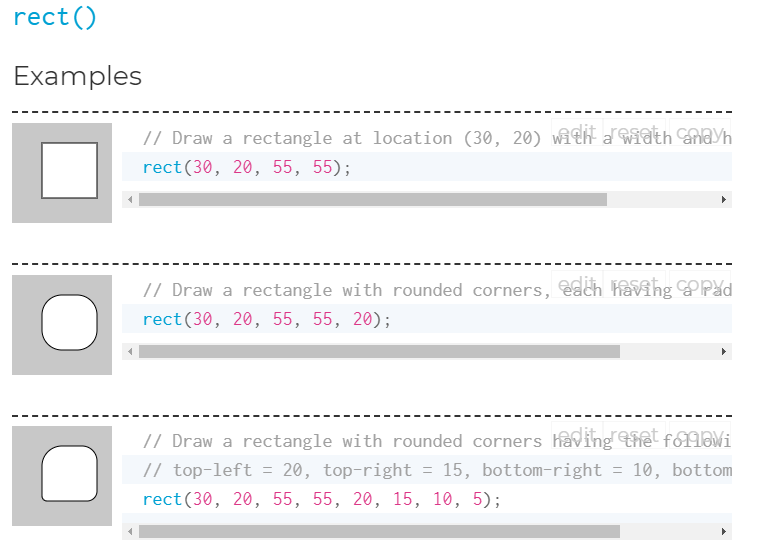 rect()
Examples
edit reset copy
// Draw a rectangle at location (30, 20) with a width and h
rect(30, 20, 55, 55);
edit reset copy
// Draw a rectangle with rounded corners, each having a rad
rect(30, 20, 55, 55, 20);
edit reset copy
// Draw a rectangle with rounded corners having the followi
// top-left = 20, top-right = 15, bottom-right = 10, bottom
rect(30, 20, 55, 55, 20, 15, 10, 5);